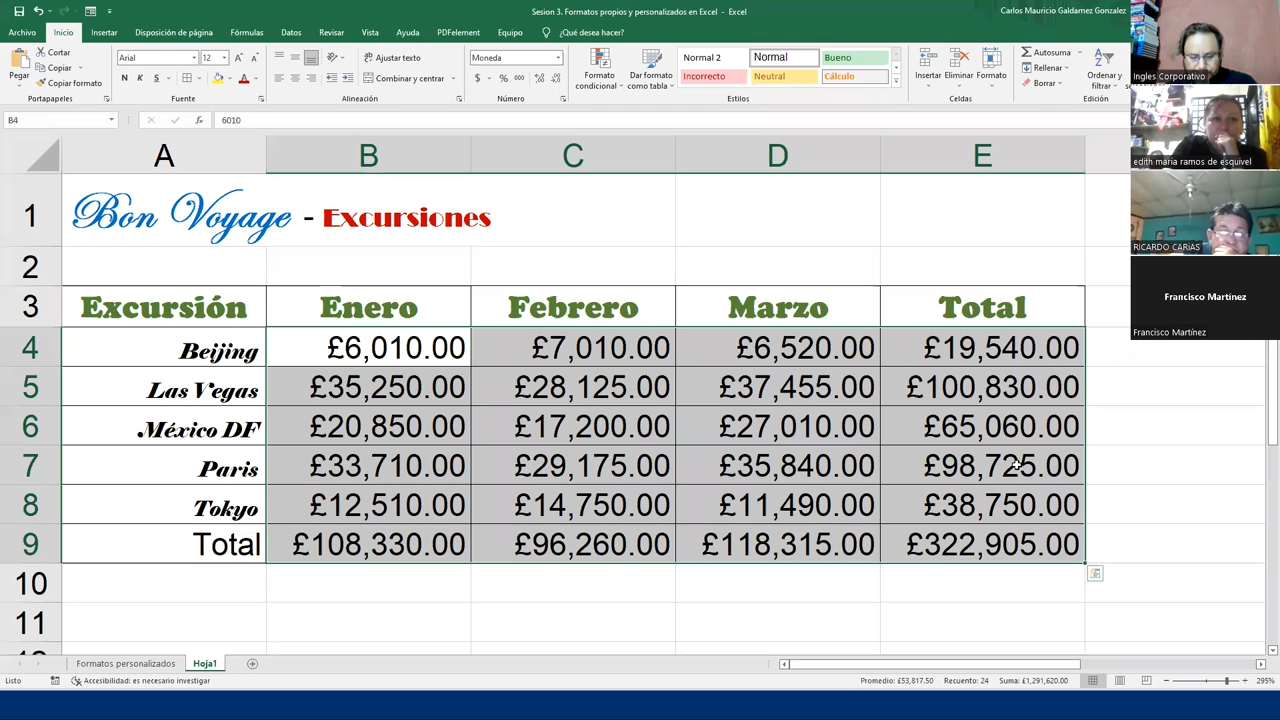 Sesion 3. Formatos propios y personalizados en Excel - Excel
Carlos Mauricio Galdamez Gonzalez
Archivo Inicio Insertar Disposición de página Fórmulas Datos Revisar Vista Ayuda PDFelement Equipo ¿Qué desea hacer?
Pegar
Cortar
Copiar
Copiar formato
Portapapeles
Arial 12
N K S
Fuente
Ajustar texto
Combinar y centrar
Alineación
Moneda
$ % 000
Número
Formato condicional
Dar formato como tabla
Normal 2 Normal Bueno
Incorrecto Neutral Cálculo
Estilos
Insertar Eliminar Formato
Celdas
Autosuma
Rellenar
Borrar
Ordenar y filtrar
Edición
B4 fx 6010
A B C D E
1 Bon Voyage - Excursiones
2
3 Excursión Enero Febrero Marzo Total
4 Beijing £6,010.00 £7,010.00 £6,520.00 £19,540.00
5 Las Vegas £35,250.00 £28,125.00 £37,455.00 £100,830.00
6 México DF £20,850.00 £17,200.00 £27,010.00 £65,060.00
7 Paris £33,710.00 £29,175.00 £35,840.00 £98,725.00
8 Tokyo £12,510.00 £14,750.00 £11,490.00 £38,750.00
9 Total £108,330.00 £96,260.00 £118,315.00 £322,905.00
10
11
Formatos personalizados Hoja1
Listo Accesibilidad: es necesario investigar Promedio: £53,817.50 Recuento: 24 Suma: £1,291,620.00 295%
Ingles Corporativo
edith maria ramos de esquivel
RICARDO CARíAS
Francisco Martínez
Francisco Martínez